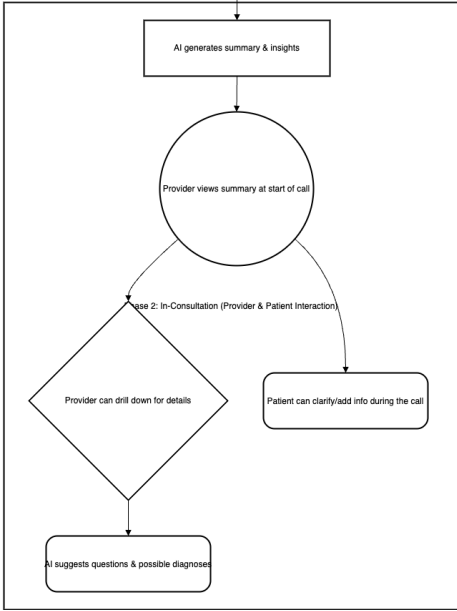 AI generates summary & insights
Provider views summary at start of call
ase 2: In-Consultation (Provider & Patient Interaction)
Provider can drill down for details
Patient can clarify/add info during the call
AI suggests questions & possible diagnoses